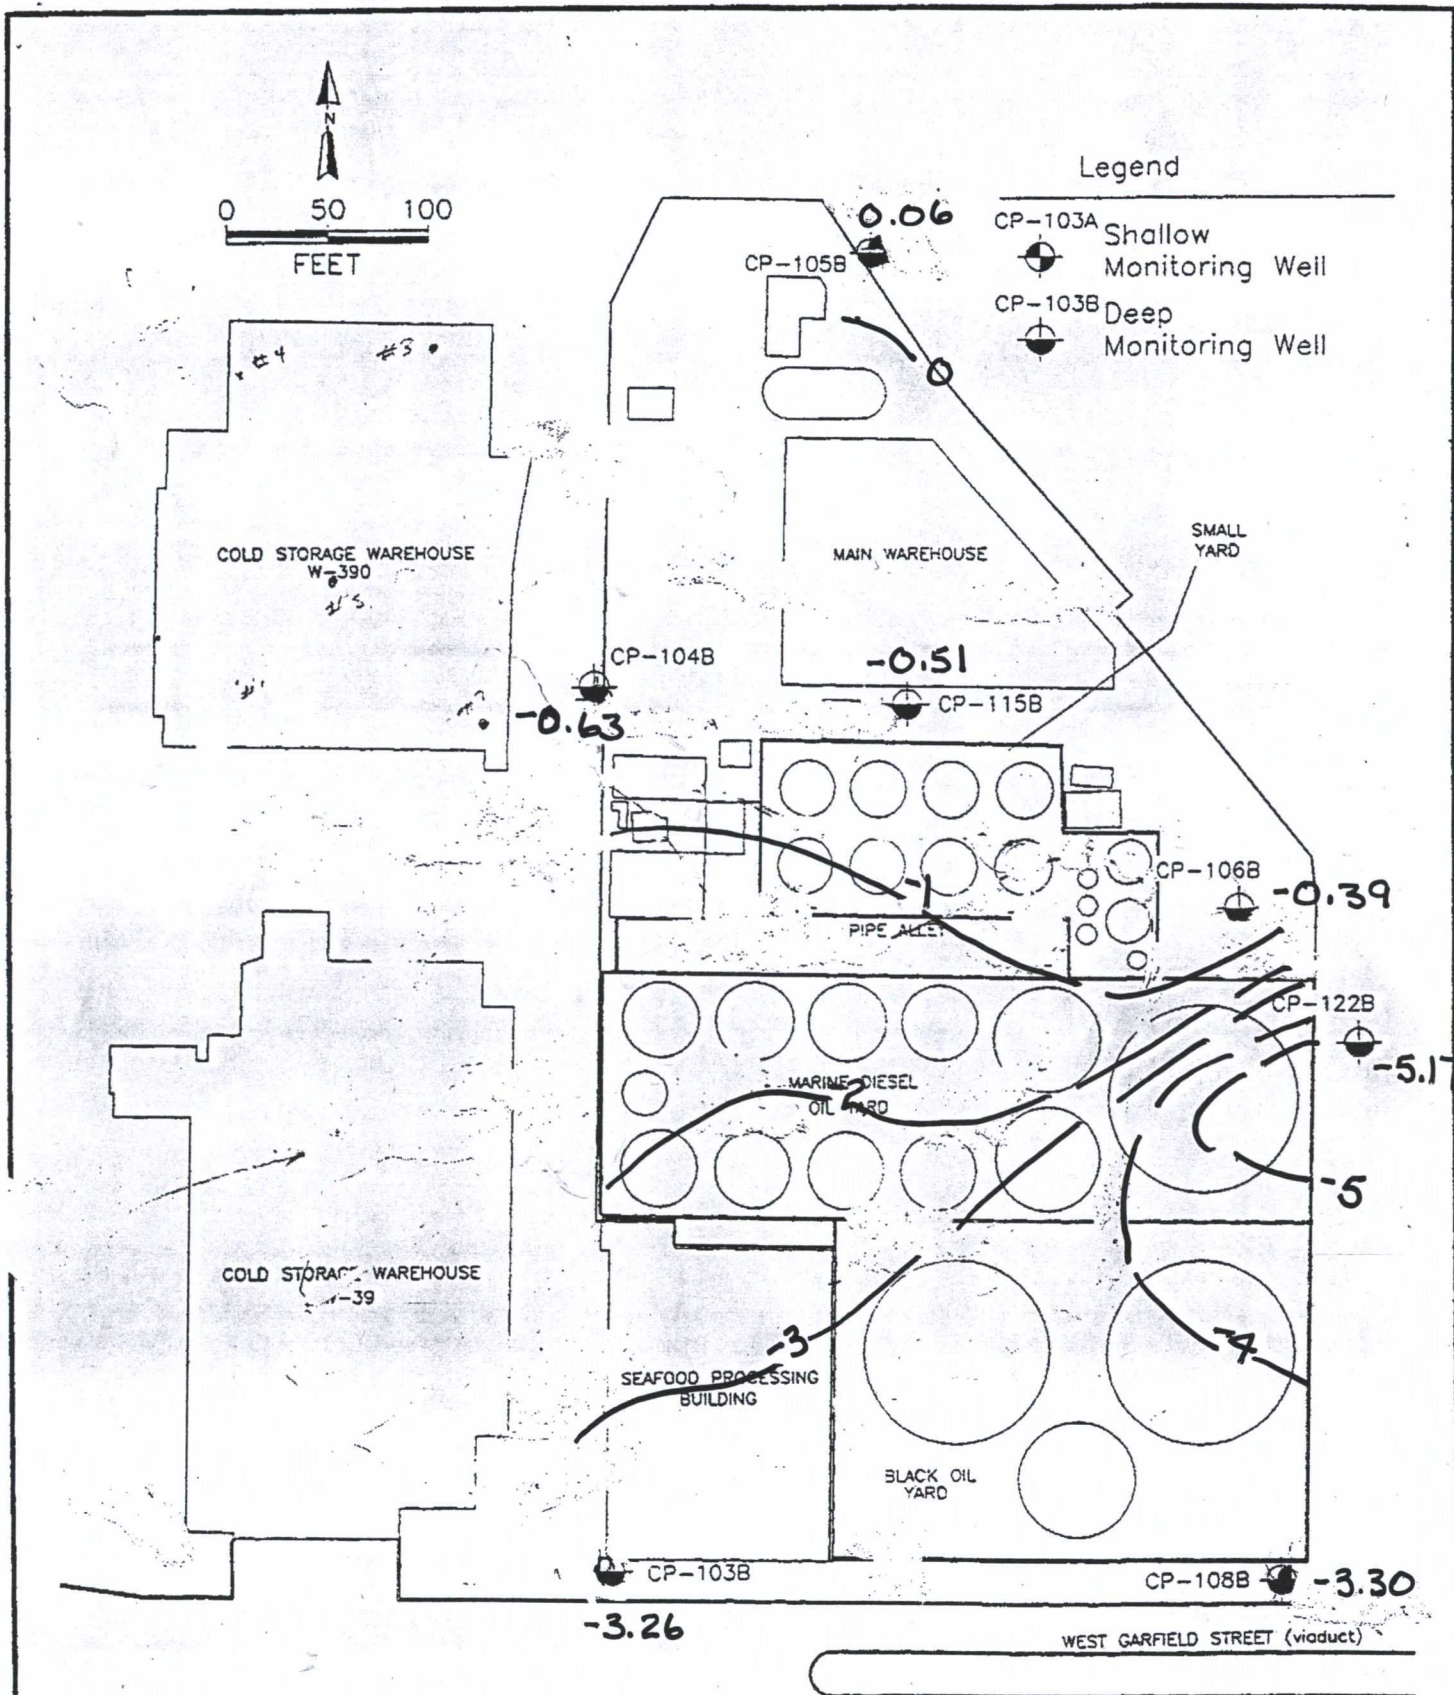 N
0 50 100
FEET
Legend
CP-103A Shallow
Monitoring Well
CP-103B Deep
Monitoring Well
0.06
CP-105B
0
#4
#3
COLD STORAGE WAREHOUSE
W-390
MAIN WAREHOUSE
SMALL
YARD
CP-104B
-0.63
-0.51
CP-115B
CP-106B
-0.39
-1
PIPE ALLEY
CP-122B
-5.17
MARINE DIESEL
OIL YARD
-2
-5
COLD STORAGE WAREHOUSE
-39
-3
-4
SEAFOOD PROCESSING
BUILDING
BLACK OIL
YARD
CP-103B
-3.26
CP-108B
-3.30
WEST GARFIELD STREET (viaduct)